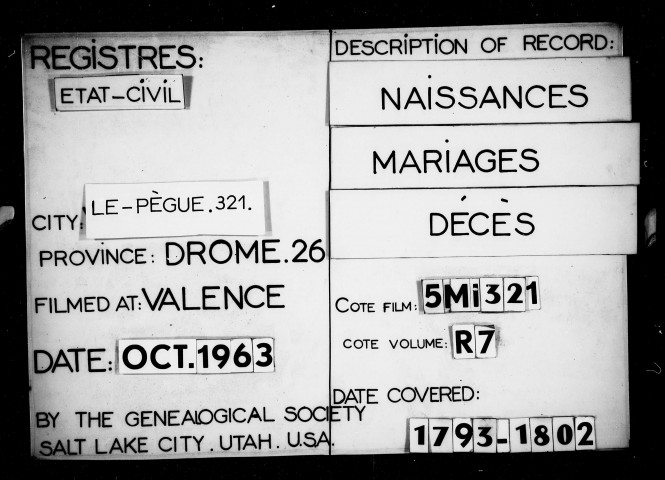 REGISTRES:
ETAT-CIVIL
CITY: LE-PÈGUE.321.
PROVINCE: DROME.26
FILMED AT: VALENCE
DATE: OCT.1963
BY THE GENEALOGICAL SOCIETY
SALT LAKE CITY. UTAH. U.S.A.
DESCRIPTION OF RECORD:
NAISSANCES
MARIAGES
DÉCÈS
COTE FILM: 5Mi321
COTE VOLUME: R7
DATE COVERED:
1793-1802